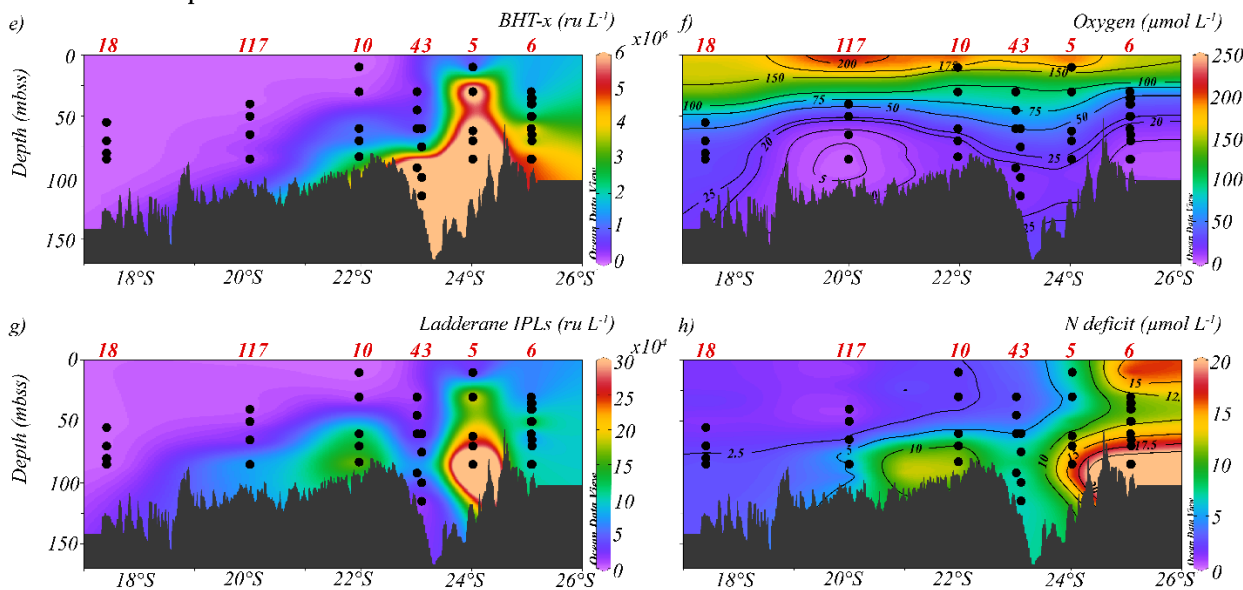 e) BHT-x (ru L⁻¹)
18 117 10 43 5 6
x10⁶
Depth (mbss)
0
50
100
150
18°S 20°S 22°S 24°S 26°S
6
5
4
3
2
1
0
Ocean Data View
f) Oxygen (µmol L⁻¹)
18 117 10 43 5 6
200 175 150
150 100
100 75 75
50 50
20 20
25 25
5
25 25
18°S 20°S 22°S 24°S 26°S
250
200
150
100
50
0
Ocean Data View
g) Ladderane IPLs (ru L⁻¹)
18 117 10 43 5 6
x10⁴
Depth (mbss)
0
50
100
150
18°S 20°S 22°S 24°S 26°S
30
25
20
15
10
5
0
Ocean Data View
h) N deficit (µmol L⁻¹)
18 117 10 43 5 6
15
12.
17.5
2.5 5 10 10
18°S 20°S 22°S 24°S 26°S
20
15
10
5
0
Ocean Data View